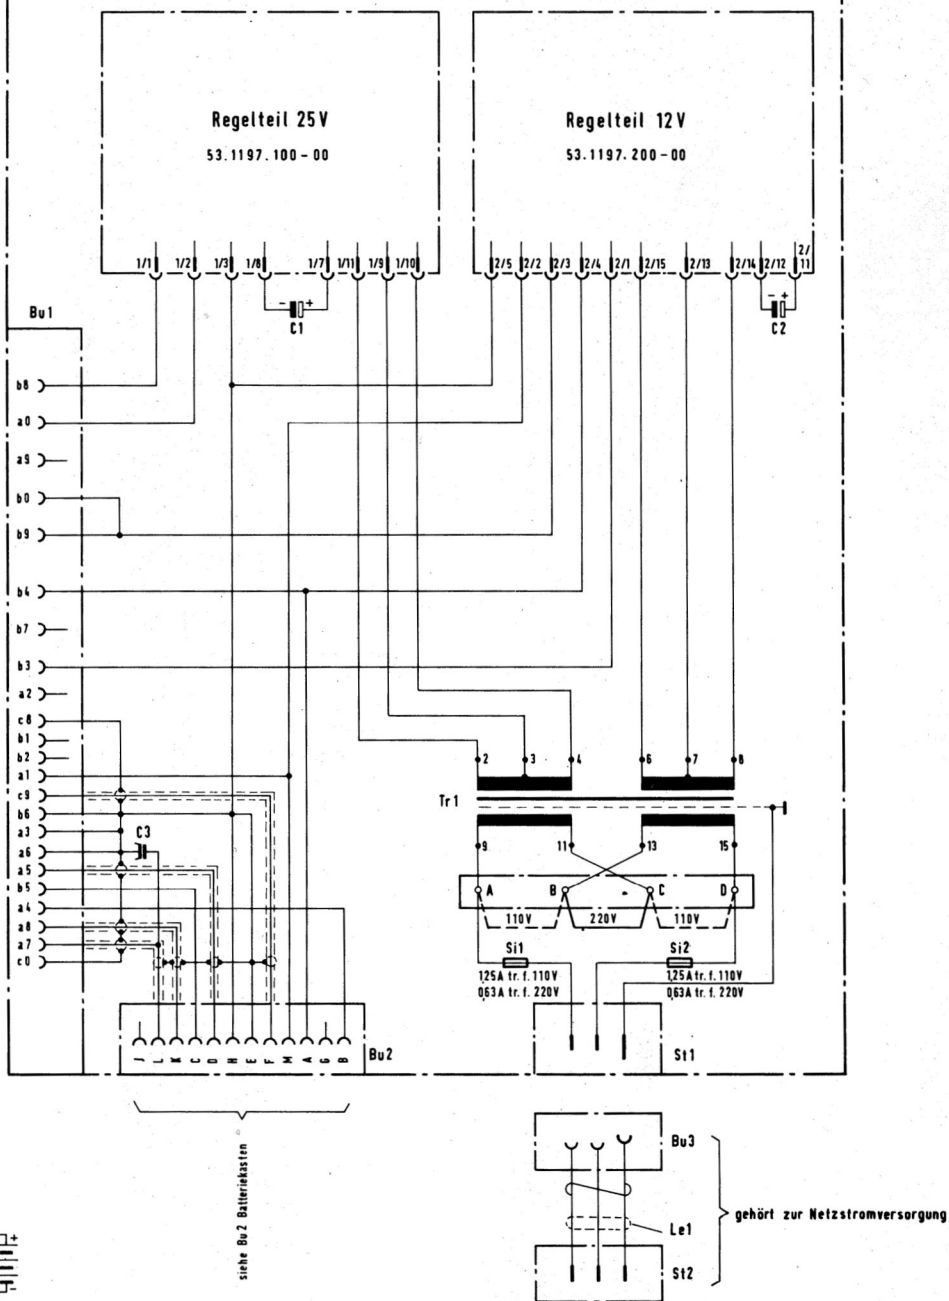 Regelteil 25V
53.1197.100-00
Regelteil 12V
53.1197.200-00
1/1 1/2 1/3 1/8 1/7 1/11 1/9 1/10
2/5 2/2 2/3 2/4 2/1 2/15 2/13 2/14 2/12 2/11
- +
C1
- +
C2
Bu1
b8
a0
a9
b0
b9
b4
b7
b3
a2
c8
b1
b2
a1
c9
b6
a3
a6
a5
b5
a4
a8
a7
c0
C3
2 3 4 6 7 8
Tr1
9 11 13 15
A B - C D
110V 220V 110V
Si1
1,25A tr. f. 110V
0,63A tr. f. 220V
Si2
1,25A tr. f. 110V
0,63A tr. f. 220V
J L K C D H E F M A G B
Bu2
St1
siehe Bu 2 Batteriekasten
Bu3
Le1
St2
gehört zur Netzstromversorgung
+
-